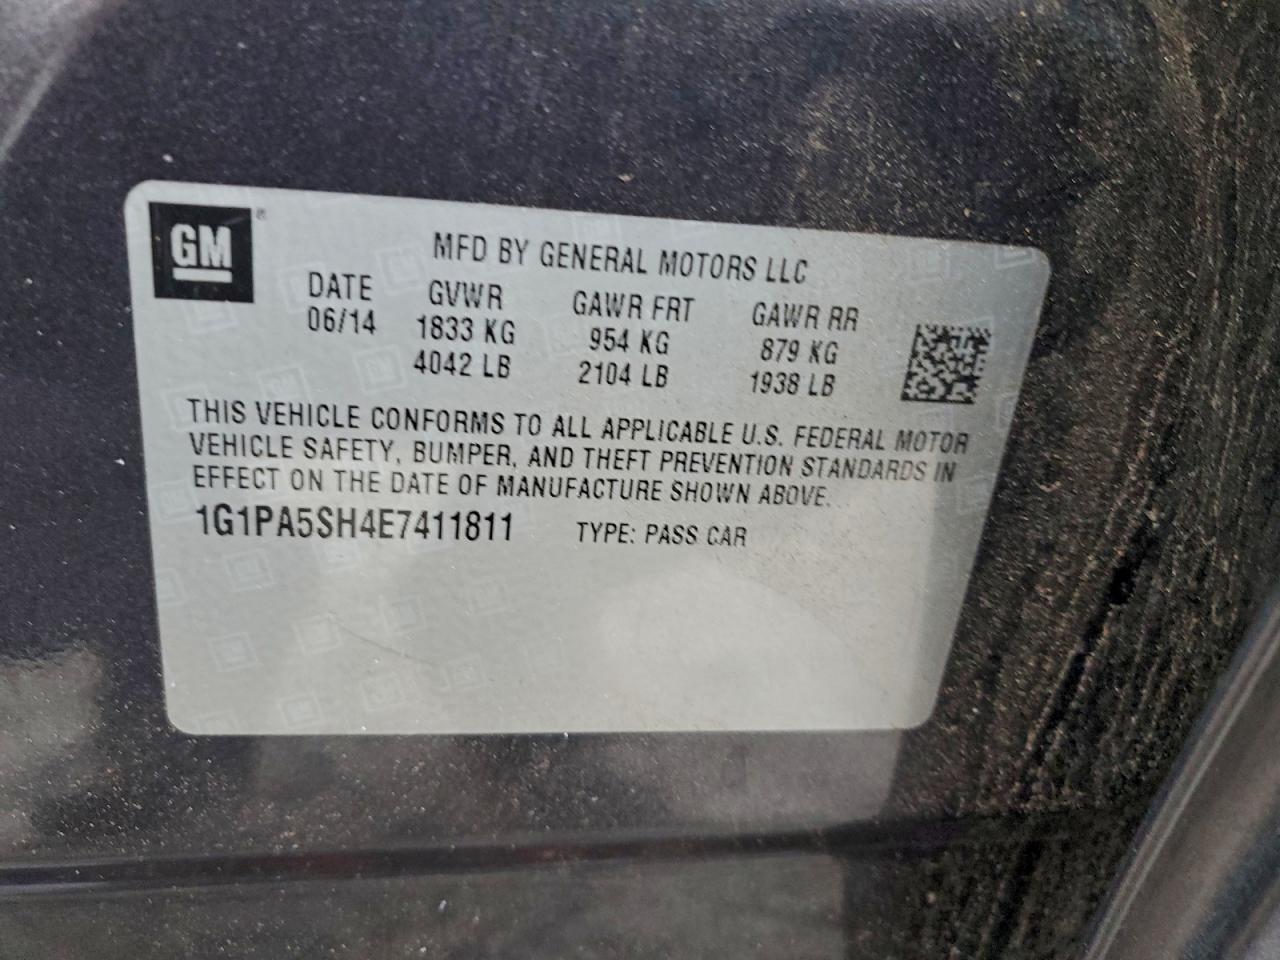 GM ®
MFD BY GENERAL MOTORS LLC
DATE GVWR GAWR FRT GAWR RR
06/14 1833 KG 954 KG 879 KG
4042 LB 2104 LB 1938 LB
THIS VEHICLE CONFORMS TO ALL APPLICABLE U.S. FEDERAL MOTOR
VEHICLE SAFETY, BUMPER, AND THEFT PREVENTION STANDARDS IN
EFFECT ON THE DATE OF MANUFACTURE SHOWN ABOVE.
1G1PA5SH4E7411811 TYPE: PASS CAR